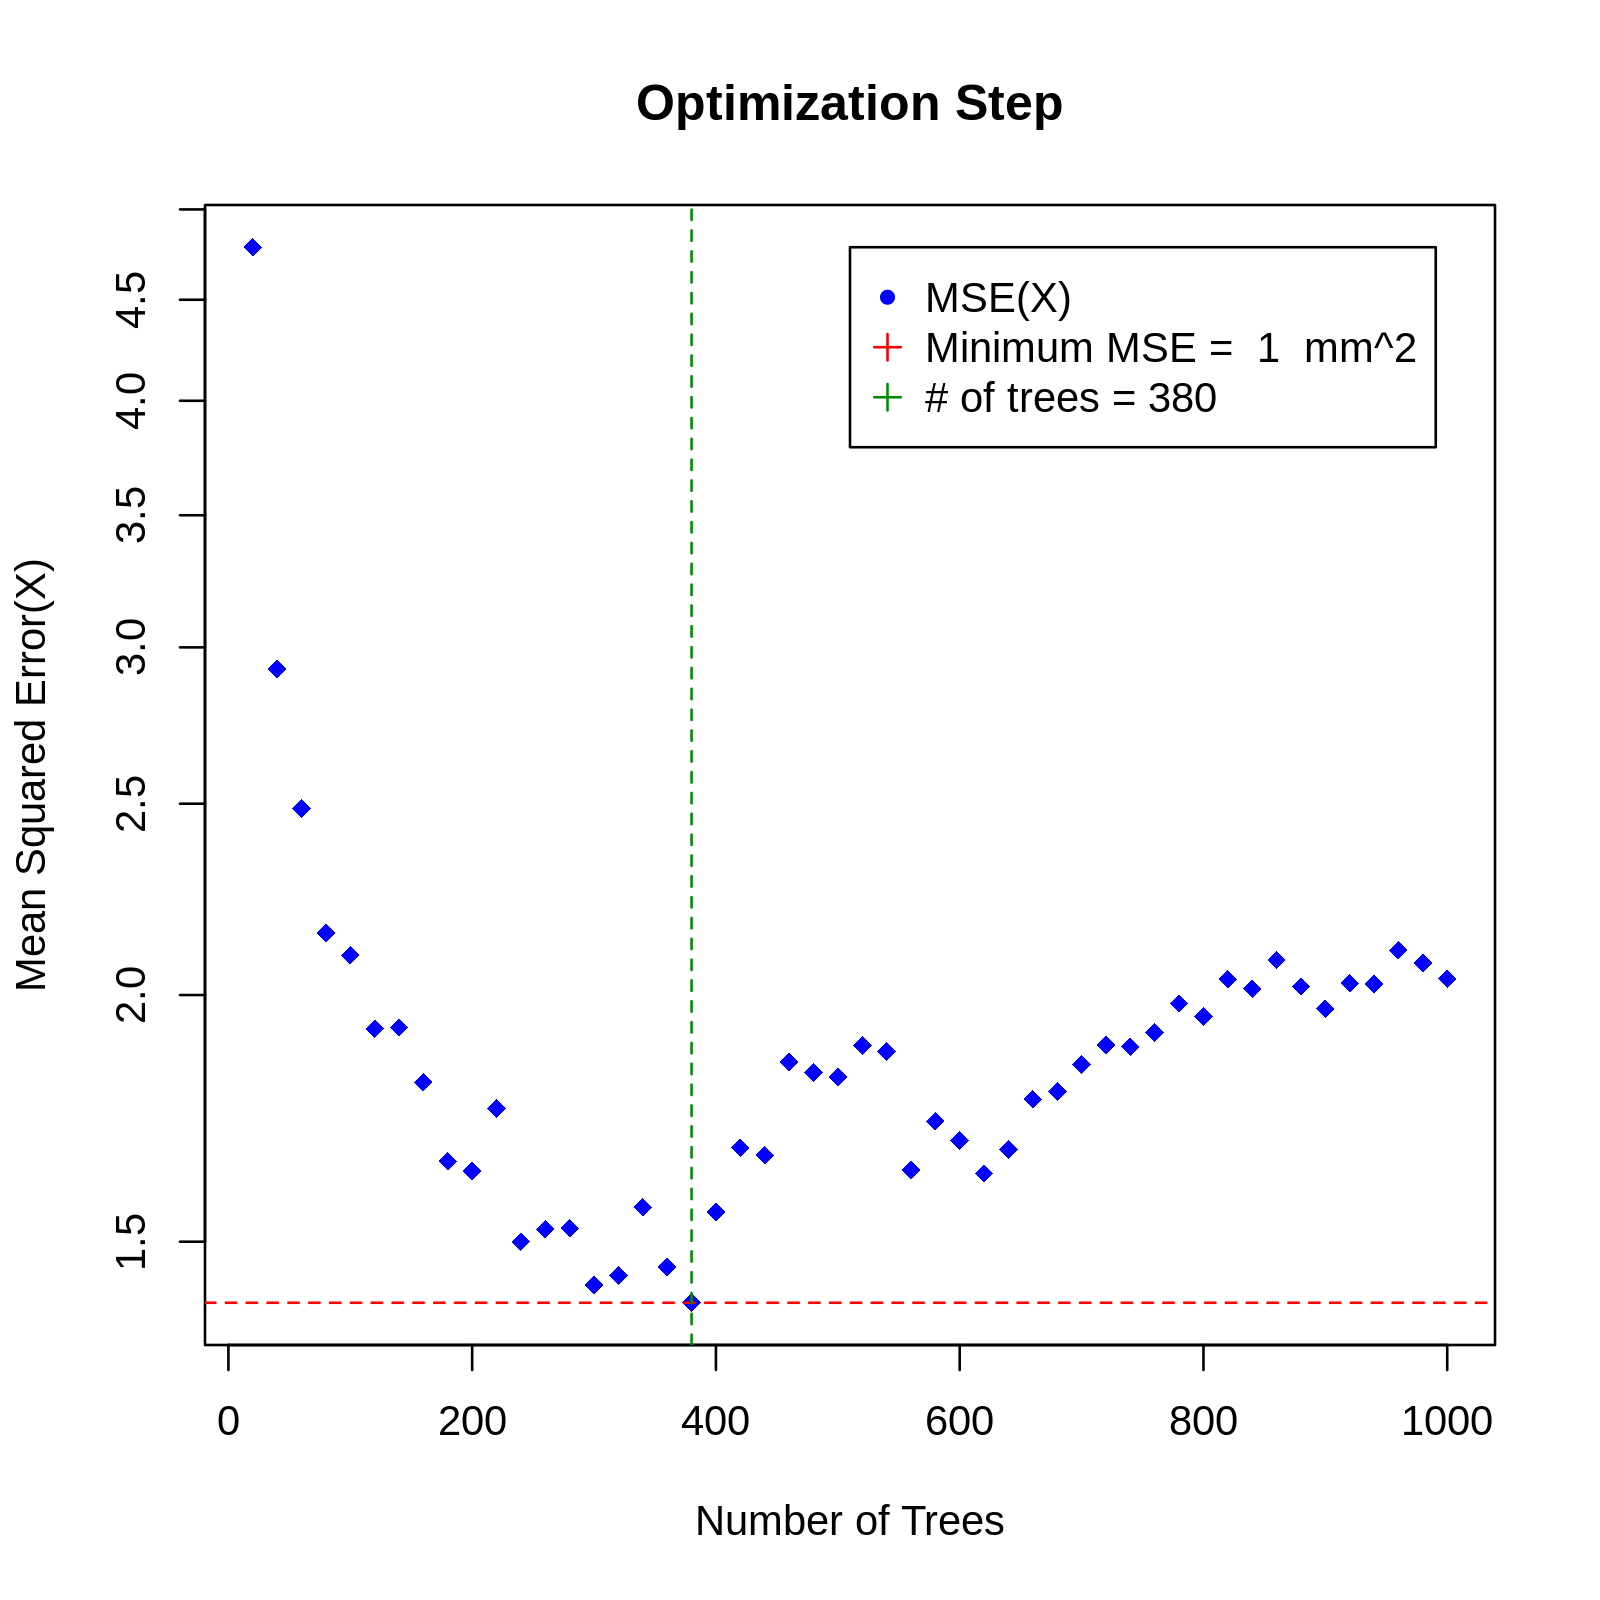 Optimization Step
MSE(X)
Minimum MSE =  1  mm^2
# of trees = 380
Mean Squared Error(X)
4.5
4.0
3.5
3.0
2.5
2.0
1.5
0 200 400 600 800 1000
Number of Trees